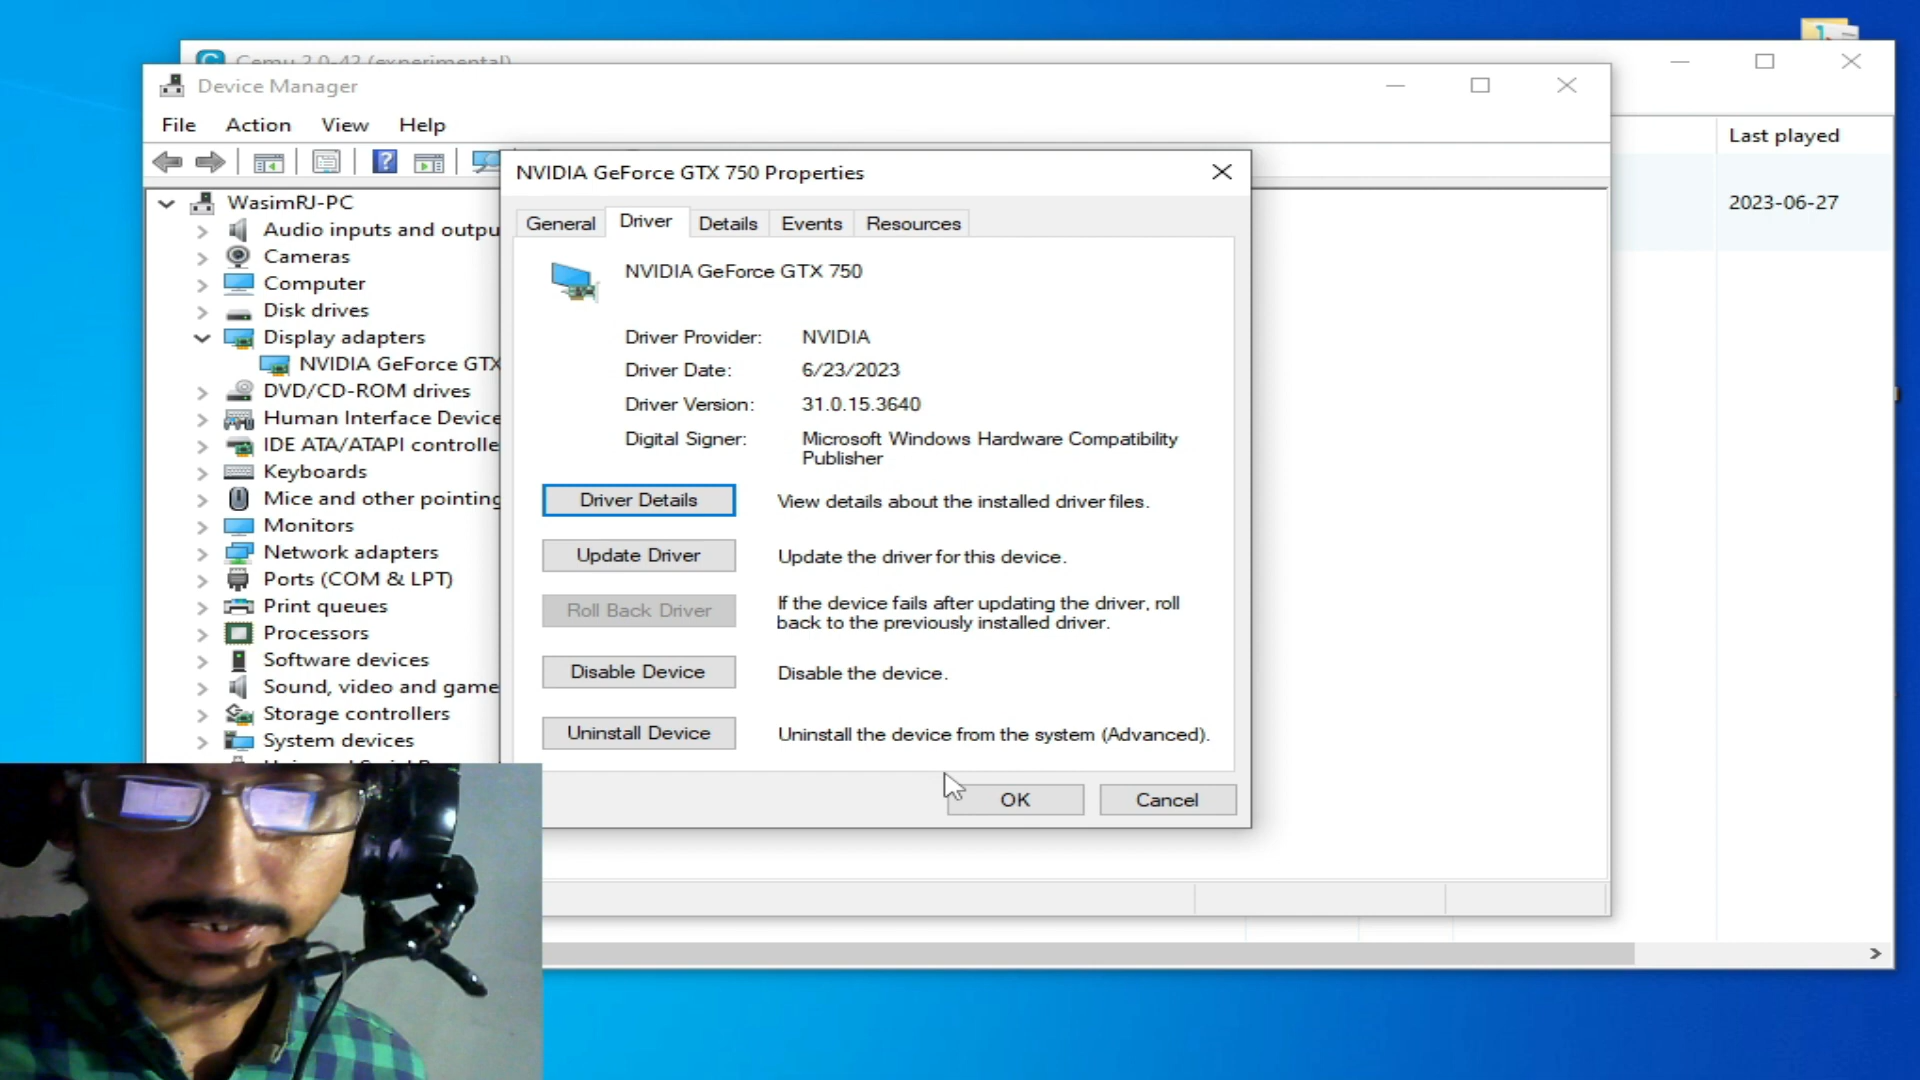 Cemu 2.0-42 (experimental)
Device Manager
File Action View Help
Last played
2023-06-27
WasimRJ-PC
Audio inputs and outpu
Cameras
Computer
Disk drives
Display adapters
NVIDIA GeForce GTX
DVD/CD-ROM drives
Human Interface Device
IDE ATA/ATAPI controlle
Keyboards
Mice and other pointing
Monitors
Network adapters
Ports (COM & LPT)
Print queues
Processors
Software devices
Sound, video and game
Storage controllers
System devices
NVIDIA GeForce GTX 750 Properties
General Driver Details Events Resources
NVIDIA GeForce GTX 750
Driver Provider: NVIDIA
Driver Date: 6/23/2023
Driver Version: 31.0.15.3640
Digital Signer: Microsoft Windows Hardware Compatibility
Publisher
Driver Details View details about the installed driver files.
Update Driver Update the driver for this device.
Roll Back Driver If the device fails after updating the driver, roll
back to the previously installed driver.
Disable Device Disable the device.
Uninstall Device Uninstall the device from the system (Advanced).
OK Cancel